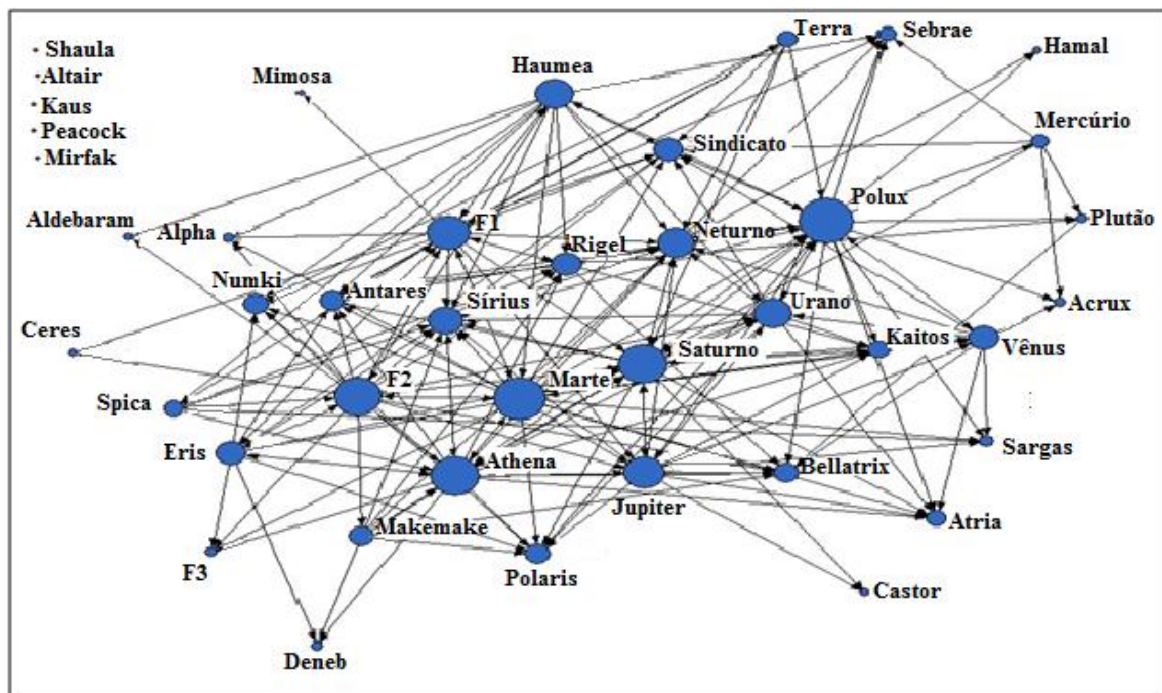 Shaula
Altair
Kaus
Peacock
Mirfak
Mimosa
Haumea
Terra
Sebrae
Hamal
Mercúrio
Sindicato
Polux
Plutão
Aldebaram
Alpha
F1
Rigel
Neturno
Numki
Antares
Sírius
Urano
Acrux
Ceres
Saturno
Kaitos
Vênus
F2
Marte
Spica
Eris
Athena
Jupiter
Bellatrix
Sargas
Makemake
Atria
F3
Polaris
Castor
Deneb